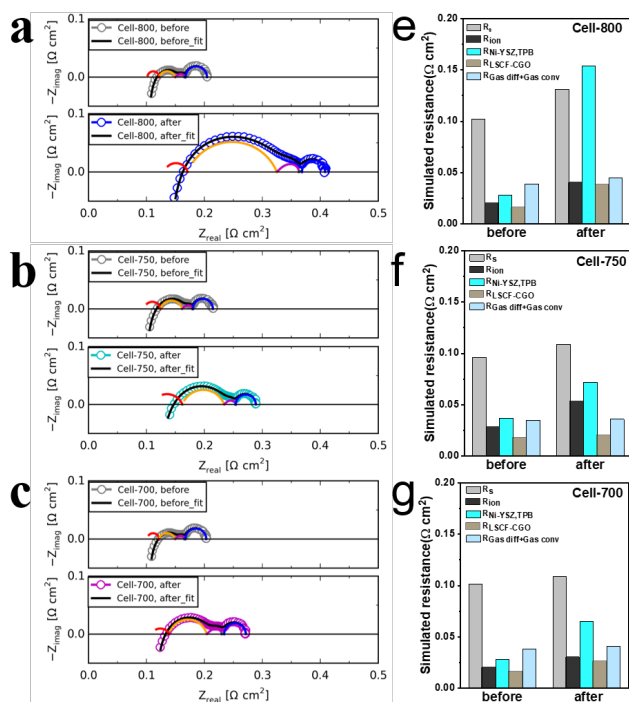 a
0.1
0.0
−Z_imag [Ω cm²]
Cell-800, before
Cell-800, before_fit
0.1
0.0
−Z_imag [Ω cm²]
Cell-800, after
Cell-800, after_fit
0.0 0.1 0.2 0.3 0.4 0.5
Z_real [Ω cm²]
b
0.1
0.0
−Z_imag [Ω cm²]
Cell-750, before
Cell-750, before_fit
0.1
0.0
−Z_imag [Ω cm²]
Cell-750, after
Cell-750, after_fit
0.0 0.1 0.2 0.3 0.4 0.5
Z_real [Ω cm²]
c
0.1
0.0
−Z_imag [Ω cm²]
Cell-700, before
Cell-700, before_fit
0.1
0.0
−Z_imag [Ω cm²]
Cell-700, after
Cell-700, after_fit
0.0 0.1 0.2 0.3 0.4 0.5
Z_real [Ω cm²]
e
Simulated resistance(Ω cm²)
0.20
0.15
0.10
0.05
0.00
Cell-800
R_s
R_ion
R_Ni-YSZ,TPB
R_LSCF-CGO
R_Gas diff+Gas conv
before after
f
Simulated resistance(Ω cm²)
0.20
0.15
0.10
0.05
0.00
Cell-750
R_s
R_ion
R_Ni-YSZ,TPB
R_LSCF-CGO
R_Gas diff+Gas conv
before after
g
Simulated resistance(Ω cm²)
0.20
0.15
0.10
0.05
0.00
Cell-700
R_s
R_ion
R_Ni-YSZ,TPB
R_LSCF-CGO
R_Gas diff+Gas conv
before after